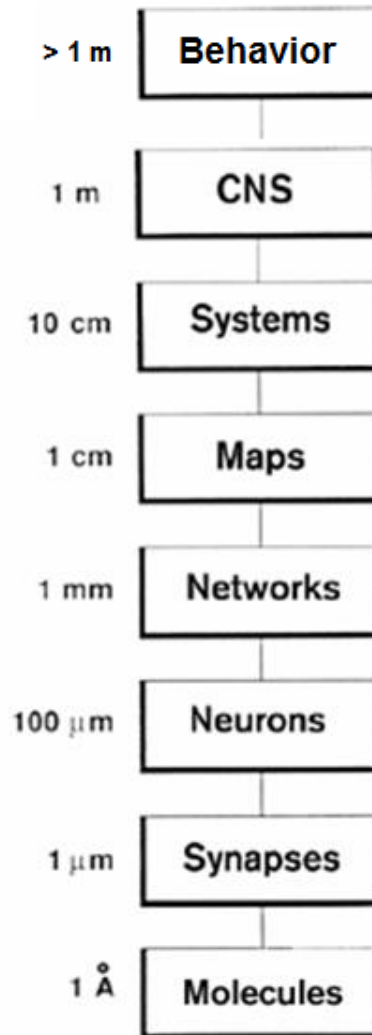 > 1 m Behavior
1 m CNS
10 cm Systems
1 cm Maps
1 mm Networks
100 μm Neurons
1 μm Synapses
1 Å Molecules